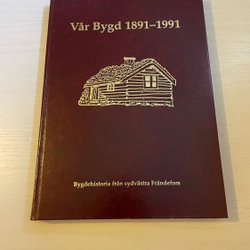 Vår Bygd 1891–1991
Bygdehistoria från sydvästra Frändefors